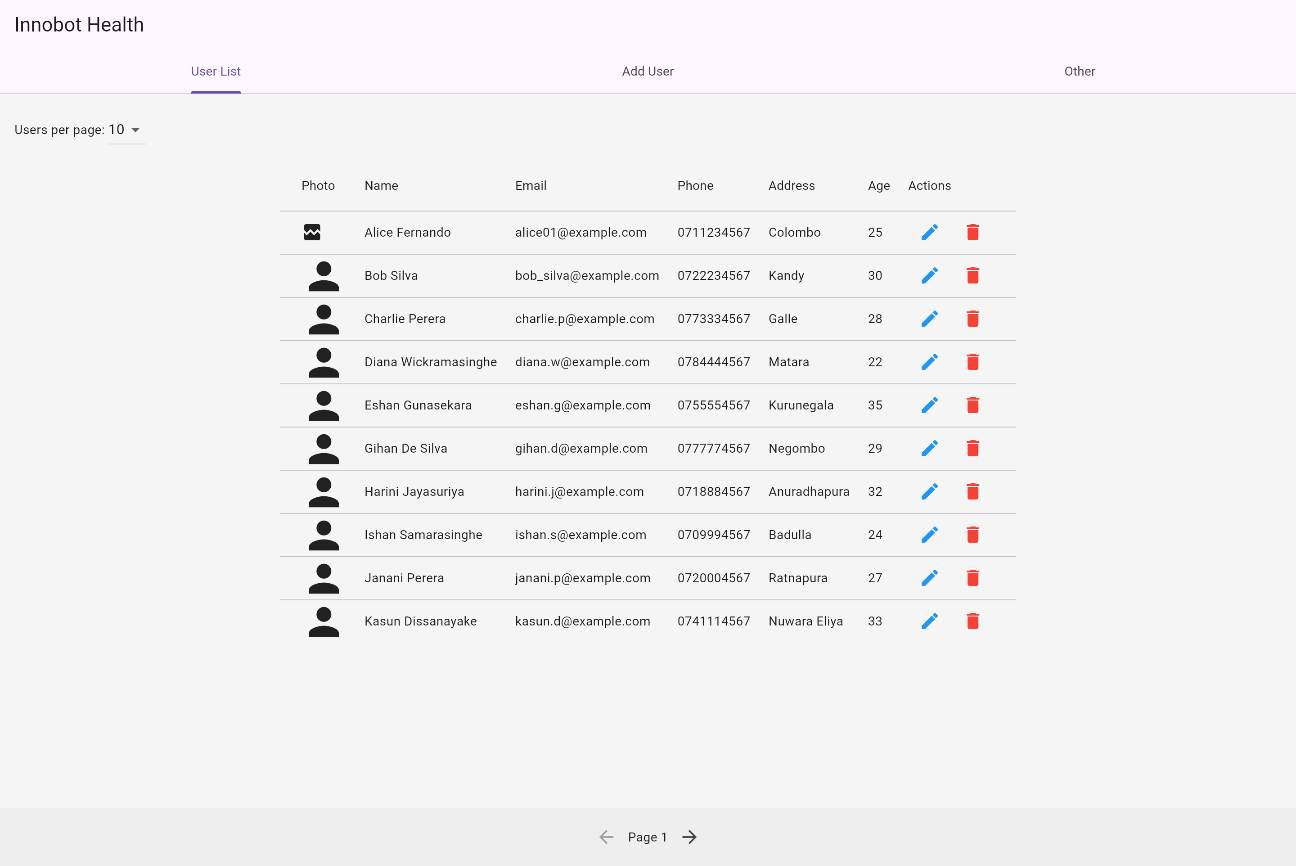 Innobot Health
User List Add User Other
Users per page: 10
Photo Name Email Phone Address Age Actions
Alice Fernando alice01@example.com 0711234567 Colombo 25
Bob Silva bob_silva@example.com 0722234567 Kandy 30
Charlie Perera charlie.p@example.com 0773334567 Galle 28
Diana Wickramasinghe diana.w@example.com 0784444567 Matara 22
Eshan Gunasekara eshan.g@example.com 0755554567 Kurunegala 35
Gihan De Silva gihan.d@example.com 0777774567 Negombo 29
Harini Jayasuriya harini.j@example.com 0718884567 Anuradhapura 32
Ishan Samarasinghe ishan.s@example.com 0709994567 Badulla 24
Janani Perera janani.p@example.com 0720004567 Ratnapura 27
Kasun Dissanayake kasun.d@example.com 0741114567 Nuwara Eliya 33
Page 1